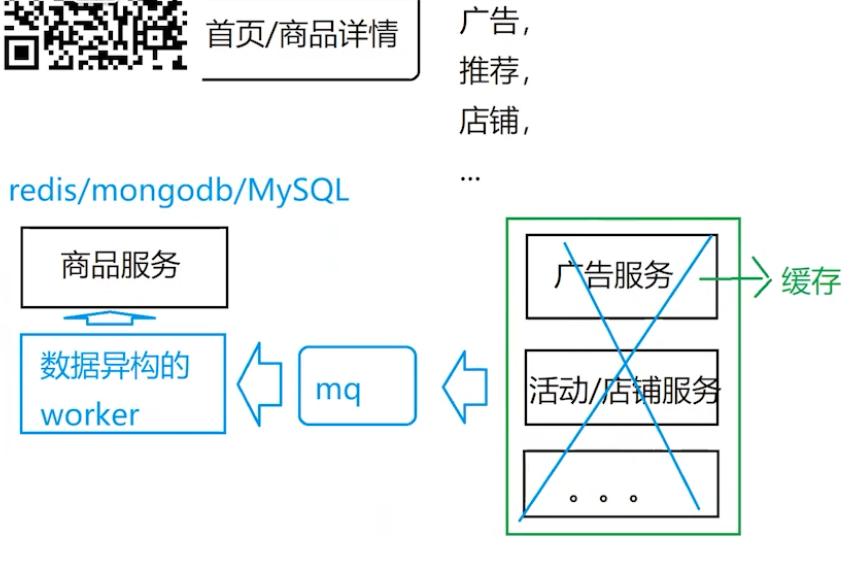 首页/商品详情
广告,
推荐,
店铺,
...
redis/mongodb/MySQL
商品服务
数据异构的
worker
mq
广告服务
缓存
活动/店铺服务
。。。